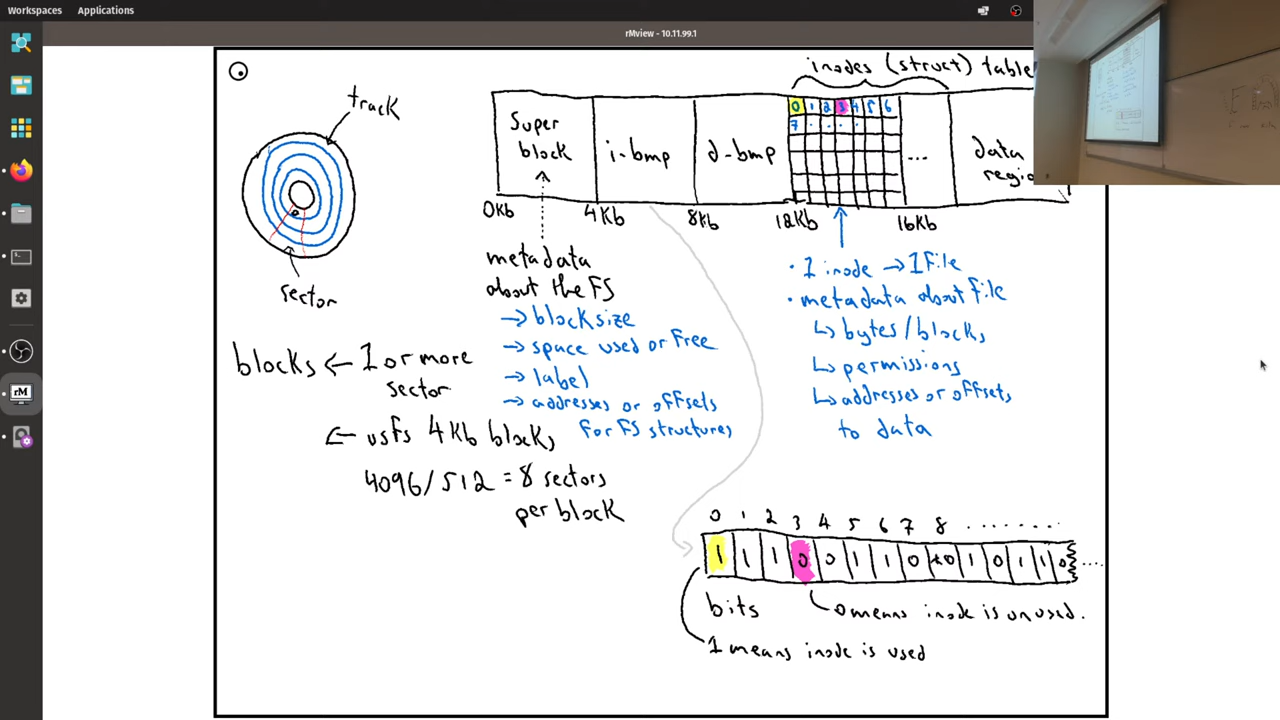 Workspaces Applications
rMview - 10.11.99.1
track
sector
blocks ← 1 or more
sector
← usfs 4Kb blocks
4096/512 = 8 sectors
per block
inodes (struct) table
Super
block
i-bmp
d-bmp
0 1 2 3 4 5 6
7 . . . .
...
data
regio
0Kb
4Kb
8Kb
12Kb
16Kb
metadata
about the FS
→ blocksize
→ space used or free
→ label
→ addresses or offsets
for FS structures
• 1 inode → 1 file
• metadata about file
↳ bytes/blocks
↳ permissions
↳ addresses or offsets
to data
0 1 2 3 4 5 6 7 8 ........
1 1 1 0 0 1 1 0 0 1 0 1 1 0 ....
bits
0 means inode is unused.
1 means inode is used
rM